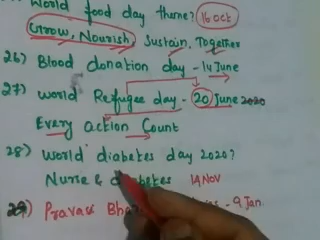 World food day theme? 16 oct
Grow, Nourish, Sustain, Together
26) Blood donation day - 14 June
27) World Refugee day - 20 June 2020
Every Action Count
28) World diabetes day 2020?
Nurse & diabetes 14 Nov
29) Pravasi - 9 Jan